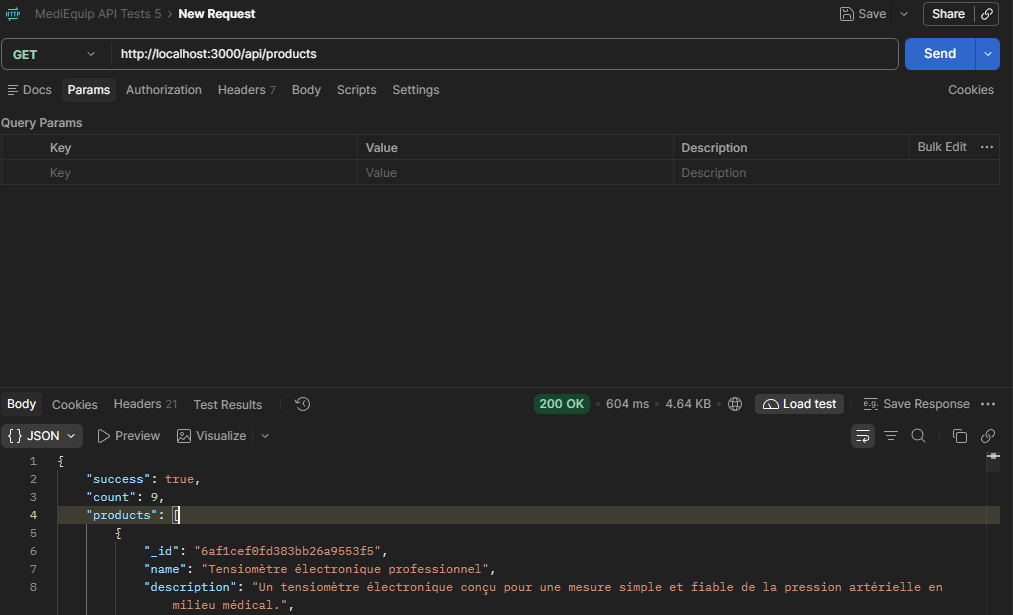 HTTP MediEquip API Tests 5 > New Request Save Share
GET http://localhost:3000/api/products Send
Docs Params Authorization Headers 7 Body Scripts Settings Cookies
Query Params
Key Value Description Bulk Edit ···
Key Value Description
Body Cookies Headers 21 Test Results 200 OK • 604 ms • 4.64 KB • Load test e.g. Save Response ···
{} JSON Preview Visualize
1 {
2 "success": true,
3 "count": 9,
4 "products": [
5 {
6 "_id": "6af1cef0fd383bb26a9553f5",
7 "name": "Tensiomètre électronique professionnel",
8 "description": "Un tensiomètre électronique conçu pour une mesure simple et fiable de la pression artérielle en
milieu médical.",